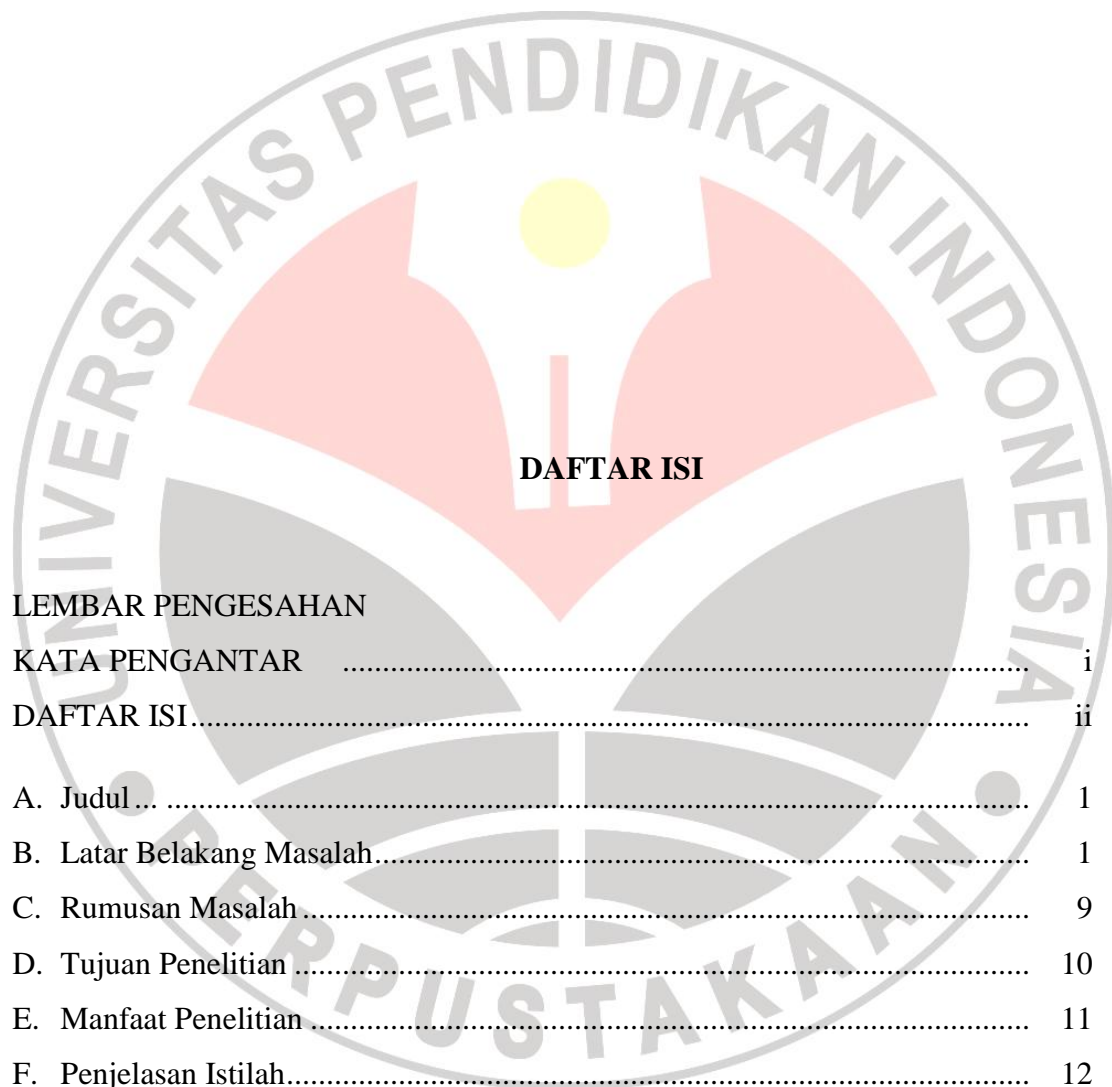 UNIVERSITAS PENDIDIKAN INDONESIA
DAFTAR ISI
LEMBAR PENGESAHAN
KATA PENGANTAR ........................................................................ i
DAFTAR ISI ........................................................................ ii
A. Judul ... ........................................................................ 1
B. Latar Belakang Masalah ........................................................................ 1
C. Rumusan Masalah ........................................................................ 9
D. Tujuan Penelitian ........................................................................ 10
E. Manfaat Penelitian ........................................................................ 11
F. Penjelasan Istilah ........................................................................ 12
PERPUSTAKAAN